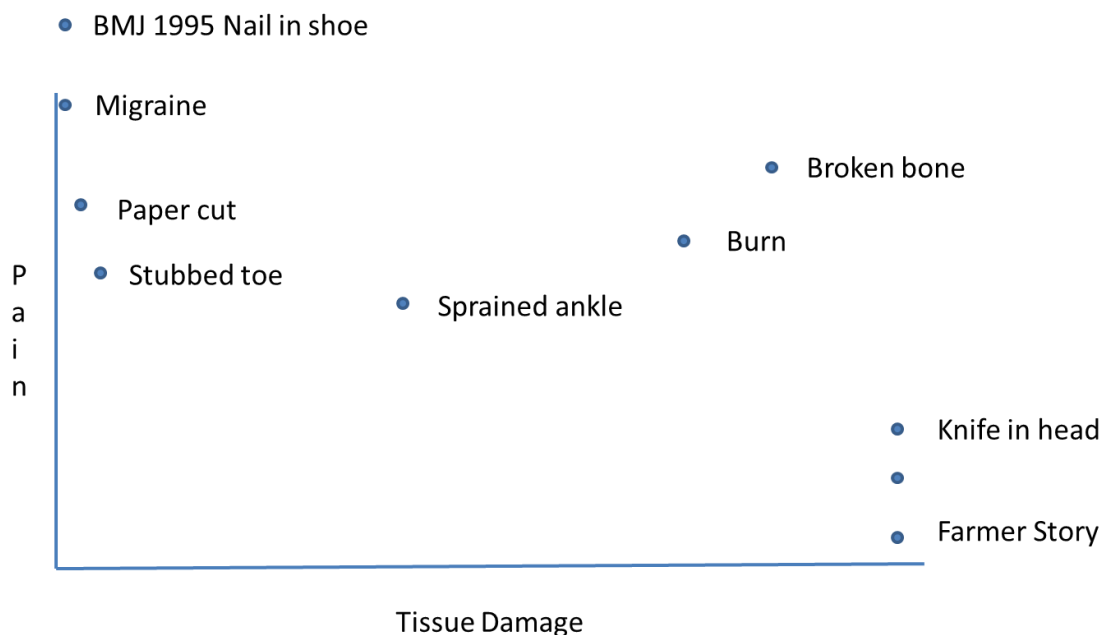 BMJ 1995 Nail in shoe
Migraine
Broken bone
Paper cut
Burn
Stubbed toe
Sprained ankle
P
a
i
n
Knife in head
Farmer Story
Tissue Damage